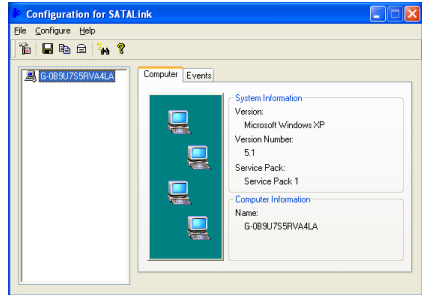 Configuration for SATALink
File Configure Help
G-0B9U7S5RVA4LA
Computer Events
System Information
Version:
Microsoft Windows XP
Version Number:
5.1
Service Pack:
Service Pack 1
Computer Information
Name:
G-0B9U7S5RVA4LA